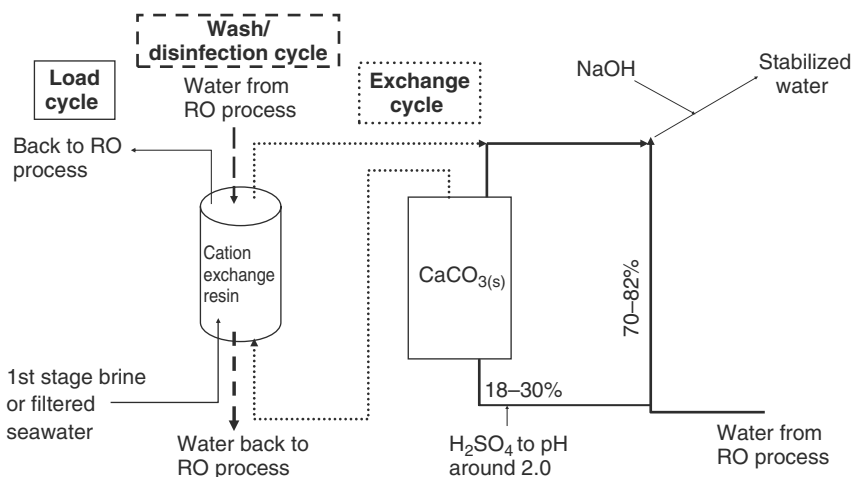 Wash/
disinfection cycle
Load
cycle
Water from
RO process
Exchange
cycle
NaOH
Stabilized
water
Back to RO
process
Cation
exchange
resin
CaCO3(s)
70–82%
1st stage brine
or filtered
seawater
18–30%
Water back to
RO process
H2SO4 to pH
around 2.0
Water from
RO process